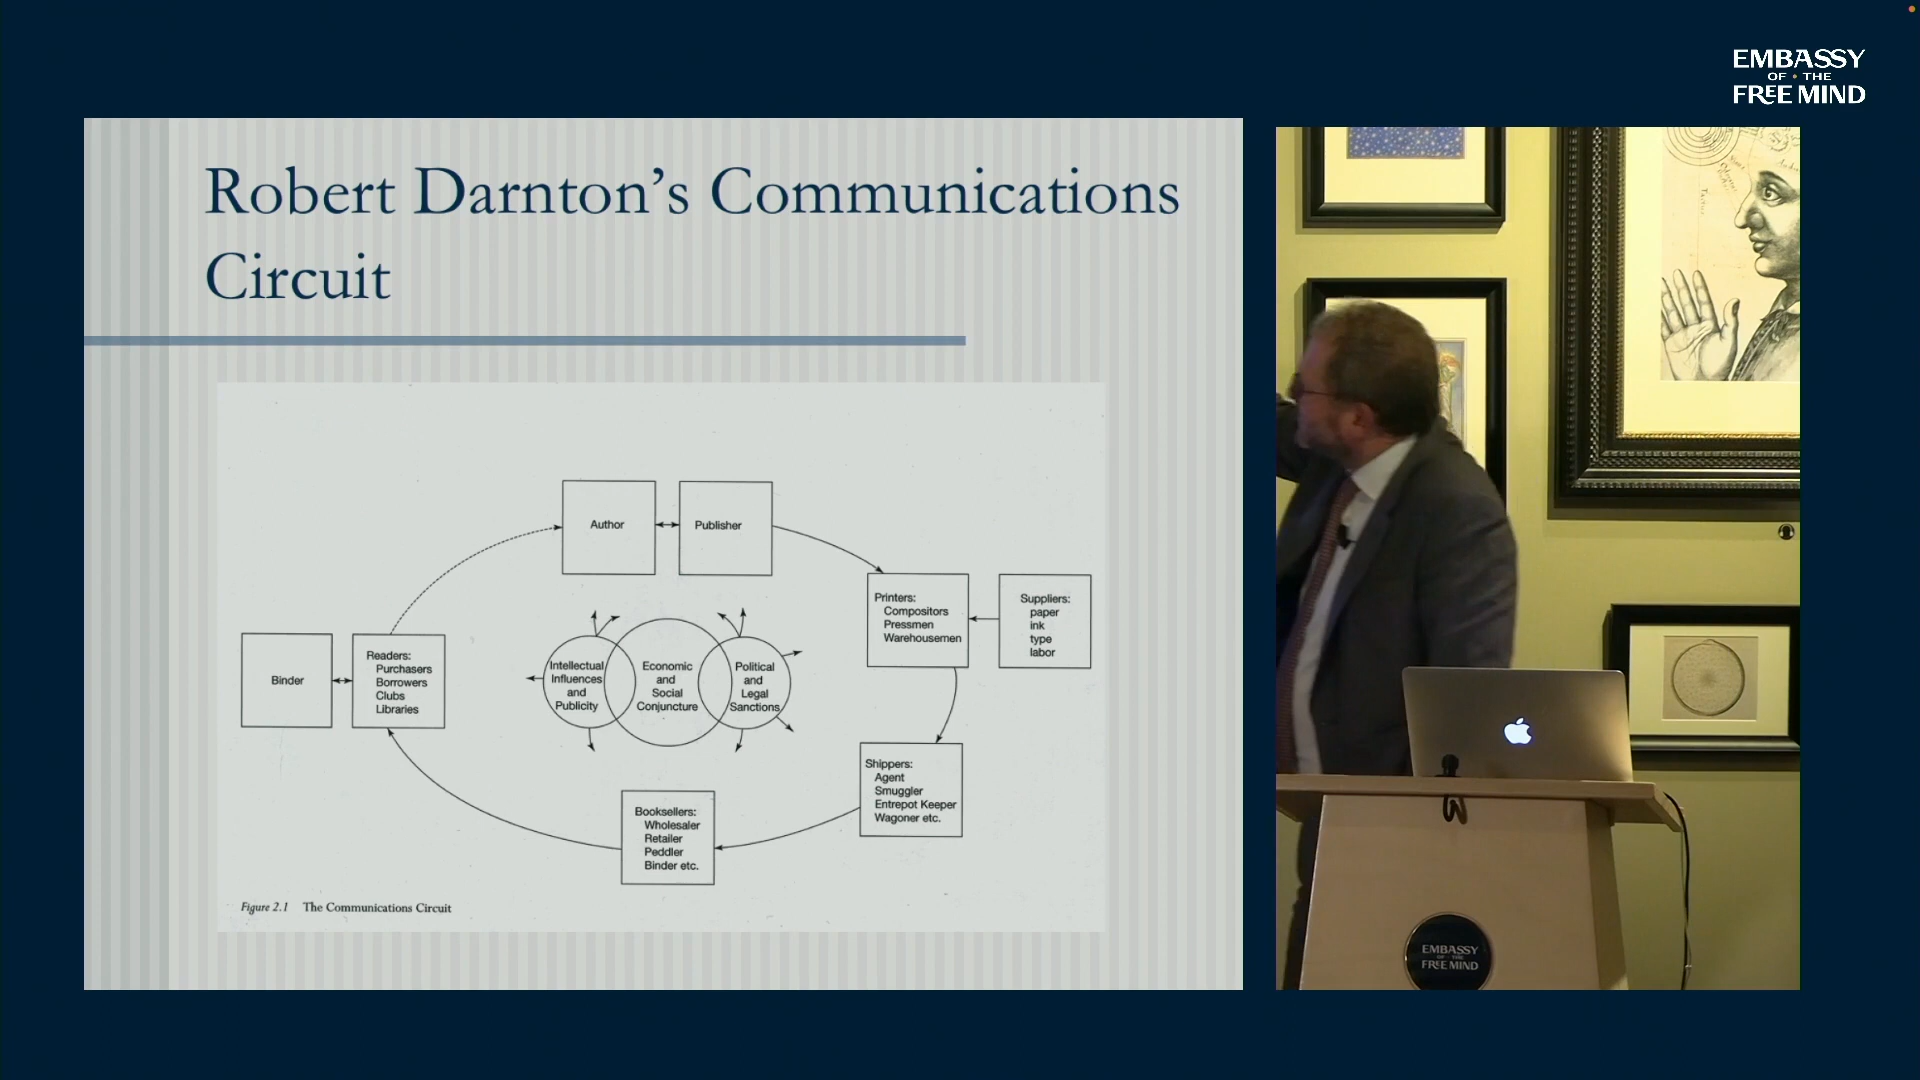 EMBASSY
OF • THE
FREE MIND
Robert Darnton’s Communications
Circuit
Author
Publisher
Printers:
Compositors
Pressmen
Warehousemen
Suppliers:
paper
ink
type
labor
Binder
Readers:
Purchasers
Borrowers
Clubs
Libraries
Intellectual
Influences
and
Publicity
Economic
and
Social
Conjuncture
Political
and
Legal
Sanctions
Shippers:
Agent
Smuggler
Entrepot Keeper
Wagoner etc.
Booksellers:
Wholesaler
Retailer
Peddler
Binder etc.
Figure 2.1 The Communications Circuit
EMBASSY
OF • THE
FREE MIND